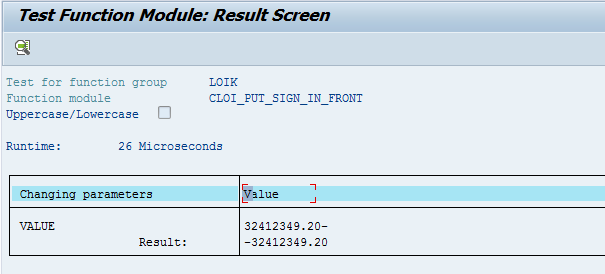 Test Function Module: Result Screen
Test for function group LOIK
Function module CLOI_PUT_SIGN_IN_FRONT
Uppercase/Lowercase
Runtime: 26 Microseconds
Changing parameters Value
VALUE 32412349.20-
Result: -32412349.20